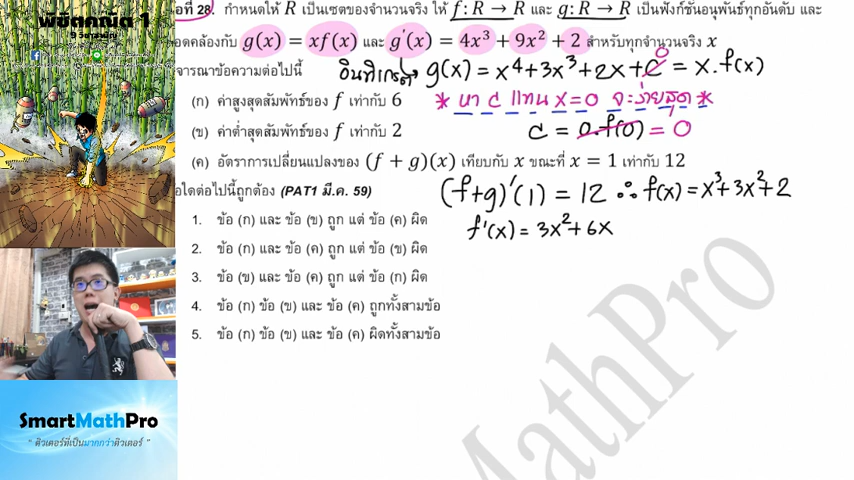 พิชิตคณิต 1
9 วิชาสามัญ
อที่ 28. กำหนดให้ R เป็นเซตของจำนวนจริง ให้ f: R → R และ g: R → R เป็นฟังก์ชันอนุพันธ์ทุกอันดับ และ
อดคล้องกับ g(x) = xf(x) และ g′(x) = 4x³ + 9x² + 2 สำหรับทุกจำนวนจริง x
จารณาข้อความต่อไปนี้ อินทิเกรต g(x) = x⁴+3x³+2x+c⁰ = x·f(x)
(ก) ค่าสูงสุดสัมพัทธ์ของ f เท่ากับ 6 * หา c แทน x=0 จะง่ายสุด *
(ข) ค่าต่ำสุดสัมพัทธ์ของ f เท่ากับ 2 c = 0·f(0) = 0
(ค) อัตราการเปลี่ยนแปลงของ (f + g)(x) เทียบกับ x ขณะที่ x = 1 เท่ากับ 12
อใดต่อไปนี้ถูกต้อง (PAT1 มี.ค. 59) (f+g)′(1) = 12 ∴ f(x) = x³+3x²+2
1. ข้อ (ก) และ ข้อ (ข) ถูก แต่ ข้อ (ค) ผิด f′(x) = 3x²+6x
2. ข้อ (ก) และ ข้อ (ค) ถูก แต่ ข้อ (ข) ผิด
3. ข้อ (ข) และ ข้อ (ค) ถูก แต่ ข้อ (ก) ผิด
4. ข้อ (ก) ข้อ (ข) และ ข้อ (ค) ถูกทั้งสามข้อ
5. ข้อ (ก) ข้อ (ข) และ ข้อ (ค) ผิดทั้งสามข้อ
MathPro
SmartMathPro
“ ติวเตอร์ที่เป็นมากกว่าติวเตอร์ ”